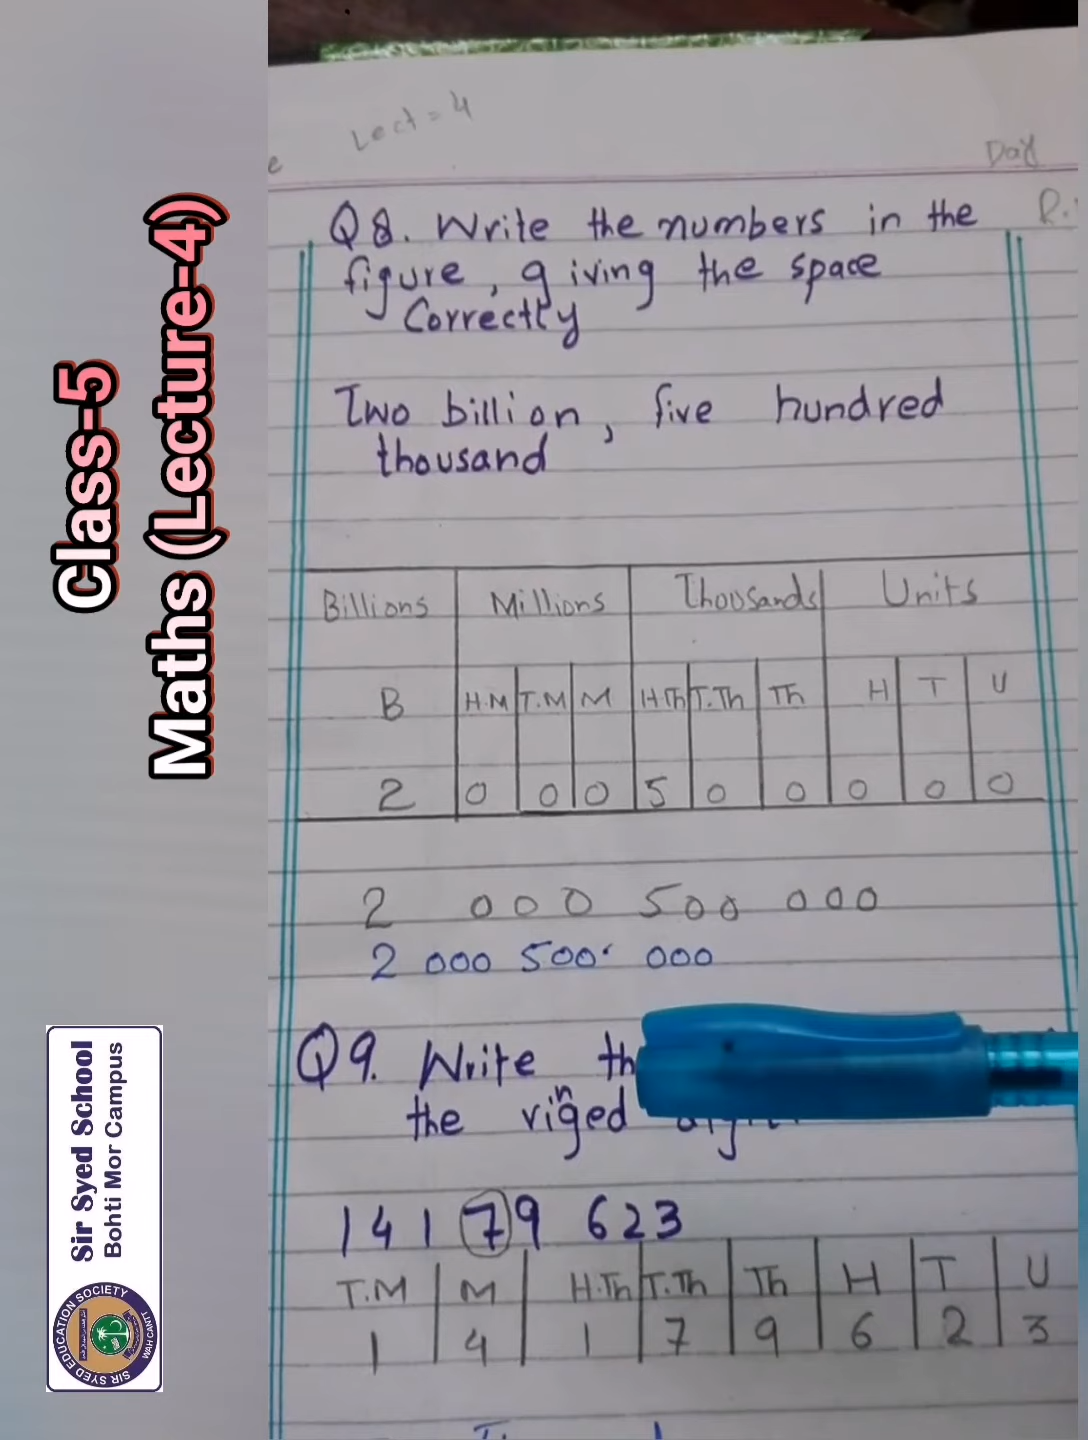 Class-5
Maths (Lecture-4)
Sir Syed School
Bohti Mor Campus
SIR SYED EDUCATION SOCIETY
WAH CANTT
Lect = 4
e
Day
Q8. Write the numbers in the
figure, giving the space
Correctly
Two billion, five hundred
thousand
Billions Millions Thousands Units
B H.M T.M M H.Th T.Th Th H T U
2 0 0 0 5 0 0 0 0 0
2 000 500 000
2 000 500 000
Q9. Write th
the ringed
14 179 623
T.M M H.Th T.Th Th H T U
1 4 1 7 9 6 2 3